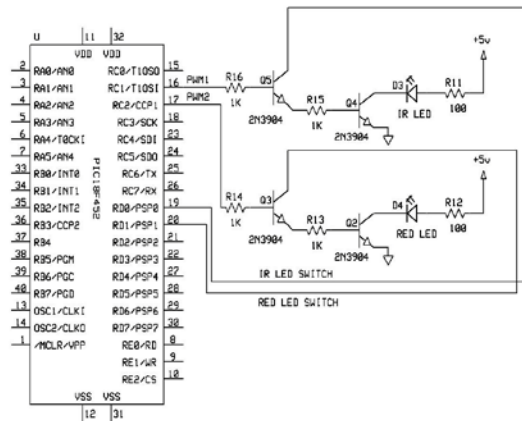 U
11 32
VDD VDD
2 RA0/AN0 RC0/T1OSO 15
3 RA1/AN1 RC1/T1OSI 16 PWM1
4 RA2/AN2 RC2/CCP1 17 PWM2
5 RA3/AN3 RC3/SCK 18
6 RA4/T0CKI RC4/SDI 23
7 RA5/AN4 RC5/SDO 24
33 RB0/INT0 RC6/TX 25
34 RB1/INT1 RC7/RX 26
35 RB2/INT2 RD0/PSP0 19
36 RB3/CCP2 RD1/PSP1 20
37 RB4 RD2/PSP2 21
38 RB5/PGM RD3/PSP3 22
39 RB6/PGC RD4/PSP4 27
40 RB7/PGD RD5/PSP5 28
13 OSC1/CLKI RD6/PSP6 29
14 OSC2/CLKO RD7/PSP7 30
1 /MCLR/VPP RE0/RD 8
RE1/WR 9
RE2/CS 10
VSS VSS
12 31
PIC18F452
R16
1K
Q5
2N3904
R15
1K
Q4
2N3904
D3
IR LED
R11
100
+5v
R14
1K
Q3
2N3904
R13
1K
Q2
2N3904
D4
RED LED
R12
100
+5v
IR LED SWITCH
RED LED SWITCH